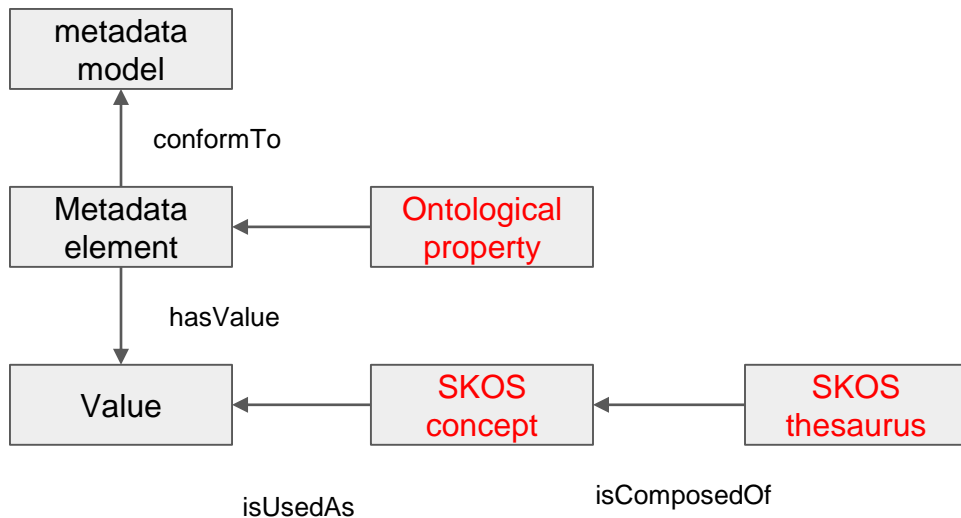 metadata
model
conformTo
Metadata
element
Ontological
property
hasValue
Value
SKOS
concept
SKOS
thesaurus
isUsedAs
isComposedOf